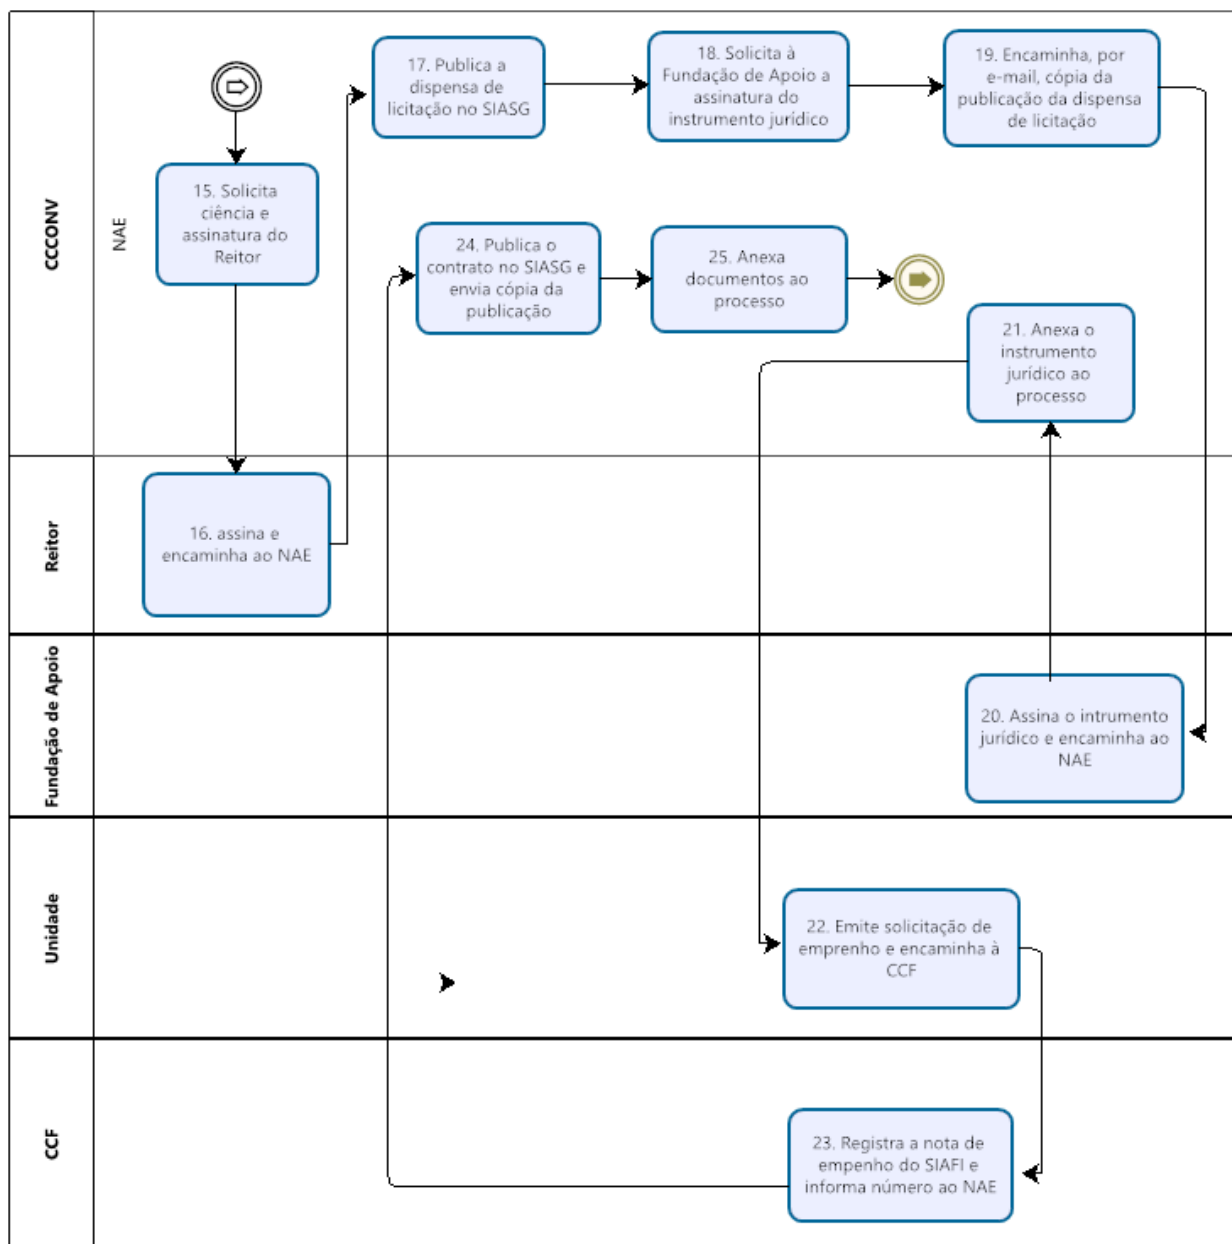 CCCONV
NAE
15. Solicita
ciência e
assinatura do
Reitor
17. Publica a
dispensa de
licitação no SIASG
18. Solicita à
Fundação de Apoio a
assinatura do
instrumento jurídico
19. Encaminha, por
e-mail, cópia da
publicação da dispensa
de licitação
24. Publica o
contrato no SIASG e
envia cópia da
publicação
25. Anexa
documentos ao
processo
21. Anexa o
instrumento
jurídico ao
processo
Reitor
16. assina e
encaminha ao NAE
Fundação de Apoio
20. Assina o intrumento
jurídico e encaminha ao
NAE
Unidade
22. Emite solicitação de
emprenho e encaminha à
CCF
CCF
23. Registra a nota de
empenho do SIAFI e
informa número ao NAE